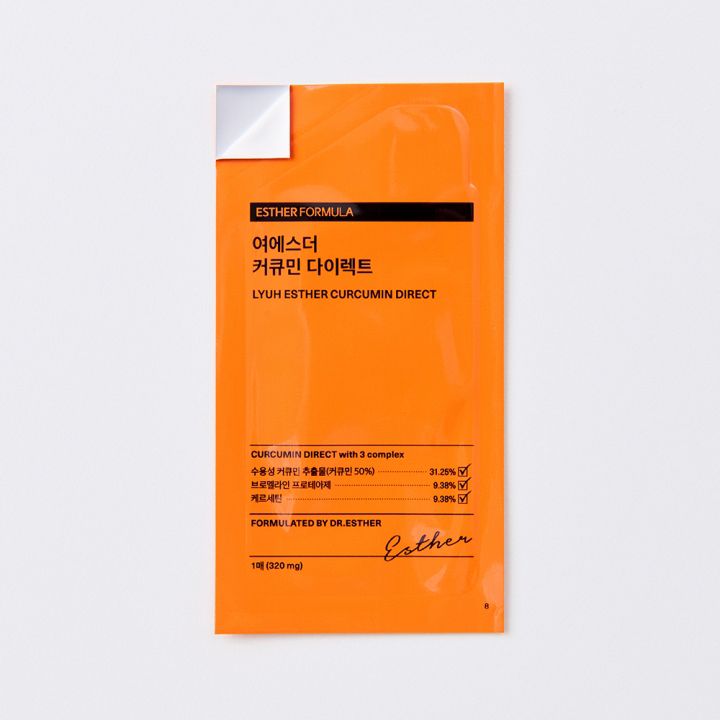 ESTHER FORMULA
여에스더
커큐민 다이렉트
LYUH ESTHER CURCUMIN DIRECT
CURCUMIN DIRECT with 3 complex
수용성 커큐민 추출물(커큐민 50%) 31.25%
브로멜라인 프로테아제 9.38%
케르세틴 9.38%
FORMULATED BY DR.ESTHER
Esther
1매 (320 mg)
8